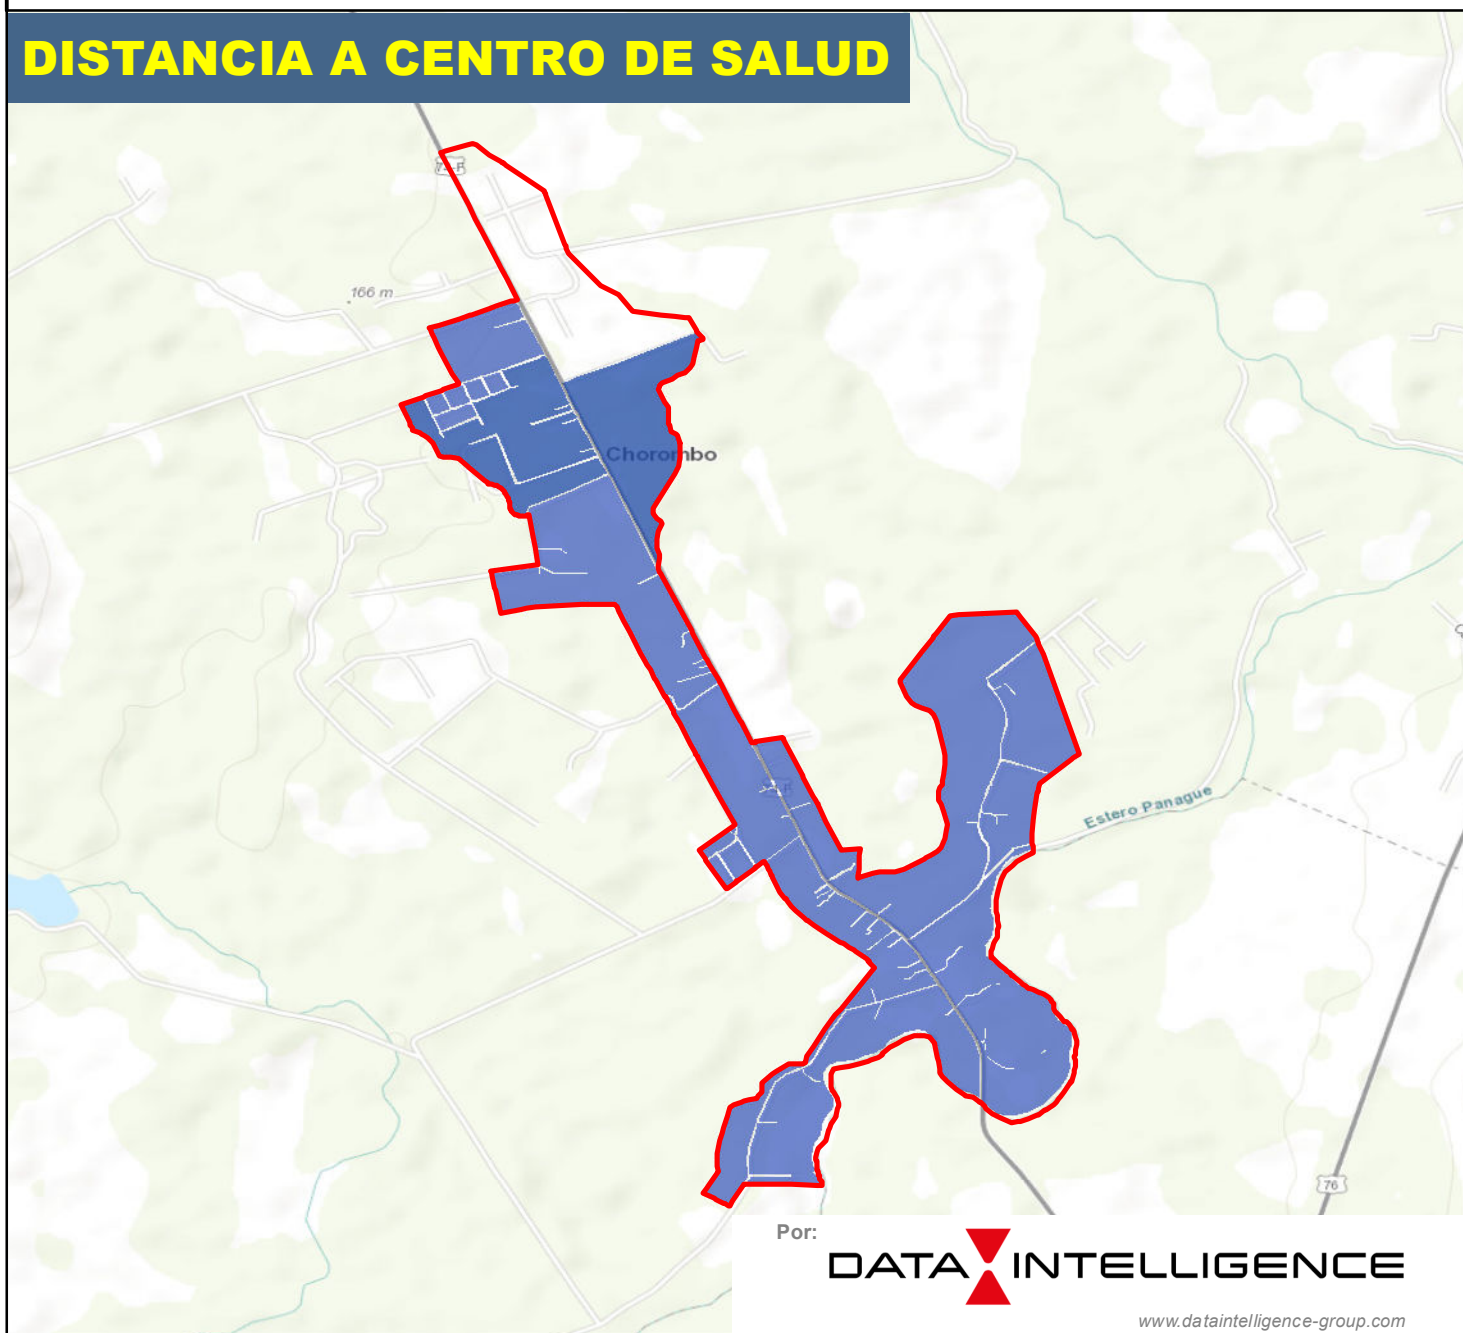 DISTANCIA A CENTRO DE SALUD
166 m
Chorombo
Estero Panague
76
Por:
DATA INTELLIGENCE
www.dataintelligence-group.com